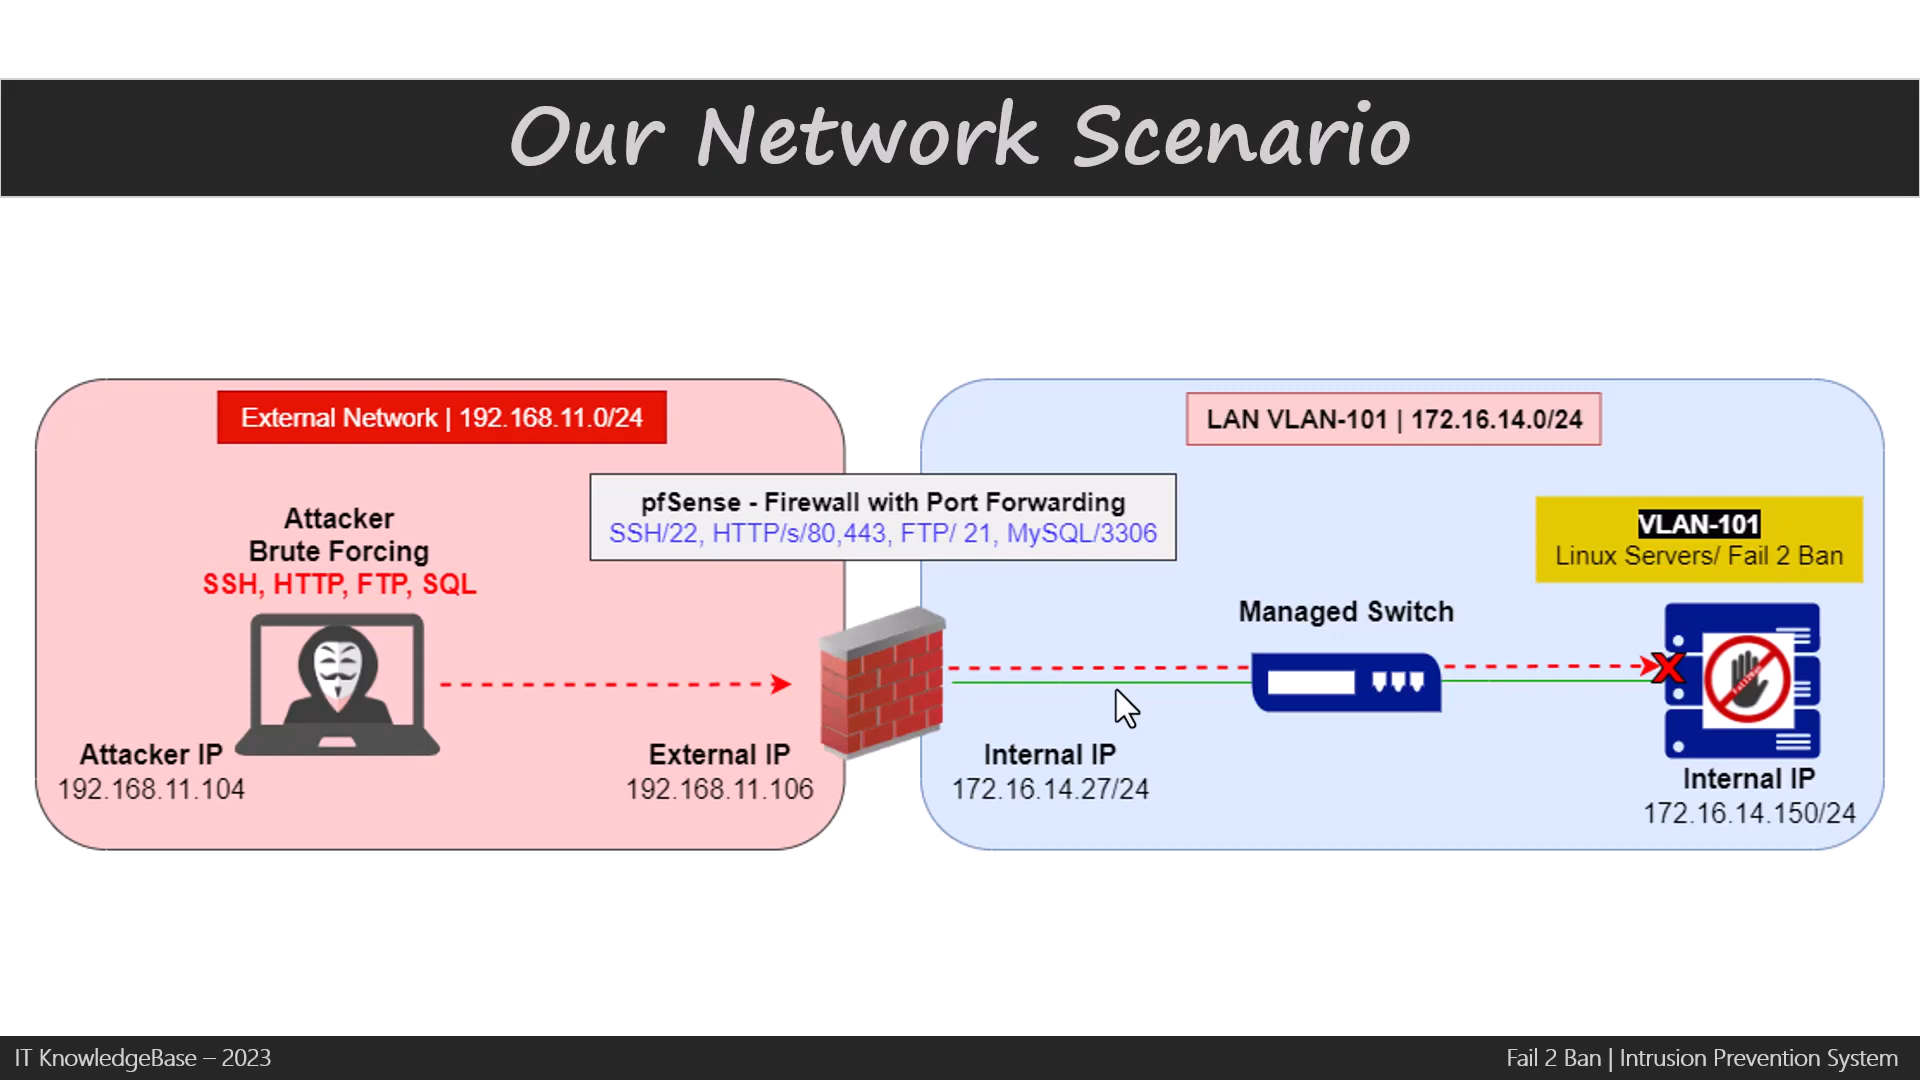 Our Network Scenario
External Network | 192.168.11.0/24
LAN VLAN-101 | 172.16.14.0/24
pfSense - Firewall with Port Forwarding
SSH/22, HTTP/s/80,443, FTP/ 21, MySQL/3306
Attacker
Brute Forcing
SSH, HTTP, FTP, SQL
VLAN-101
Linux Servers/ Fail 2 Ban
Managed Switch
Attacker IP
192.168.11.104
External IP
192.168.11.106
Internal IP
172.16.14.27/24
Internal IP
172.16.14.150/24
IT KnowledgeBase – 2023
Fail 2 Ban | Intrusion Prevention System